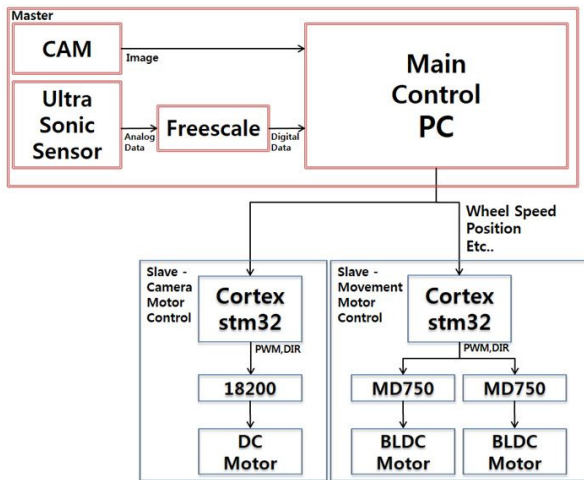 Master
CAM
Image
Ultra
Sonic
Sensor
Analog
Data
Freescale
Digital
Data
Main
Control
PC
Wheel Speed
Position
Etc..
Slave -
Camera
Motor
Control
Cortex
stm32
PWM,DIR
18200
DC
Motor
Slave -
Movement
Motor
Control
Cortex
stm32
PWM,DIR
MD750
MD750
BLDC
Motor
BLDC
Motor